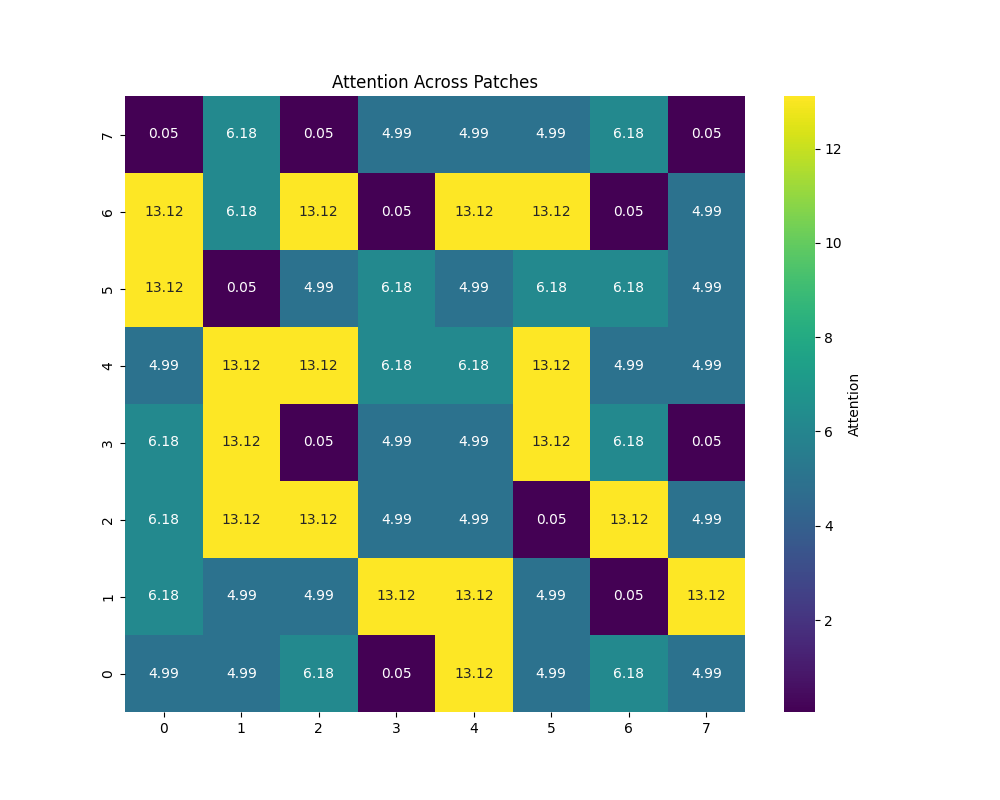 Attention Across Patches
7 0.05 6.18 0.05 4.99 4.99 4.99 6.18 0.05
12
6 13.12 6.18 13.12 0.05 13.12 13.12 0.05 4.99
10
5 13.12 0.05 4.99 6.18 4.99 6.18 6.18 4.99
8
4 4.99 13.12 13.12 6.18 6.18 13.12 4.99 4.99
Attention
6
3 6.18 13.12 0.05 4.99 4.99 13.12 6.18 0.05
2 6.18 13.12 13.12 4.99 4.99 0.05 13.12 4.99
4
1 6.18 4.99 4.99 13.12 13.12 4.99 0.05 13.12
2
0 4.99 4.99 6.18 0.05 13.12 4.99 6.18 4.99
0 1 2 3 4 5 6 7